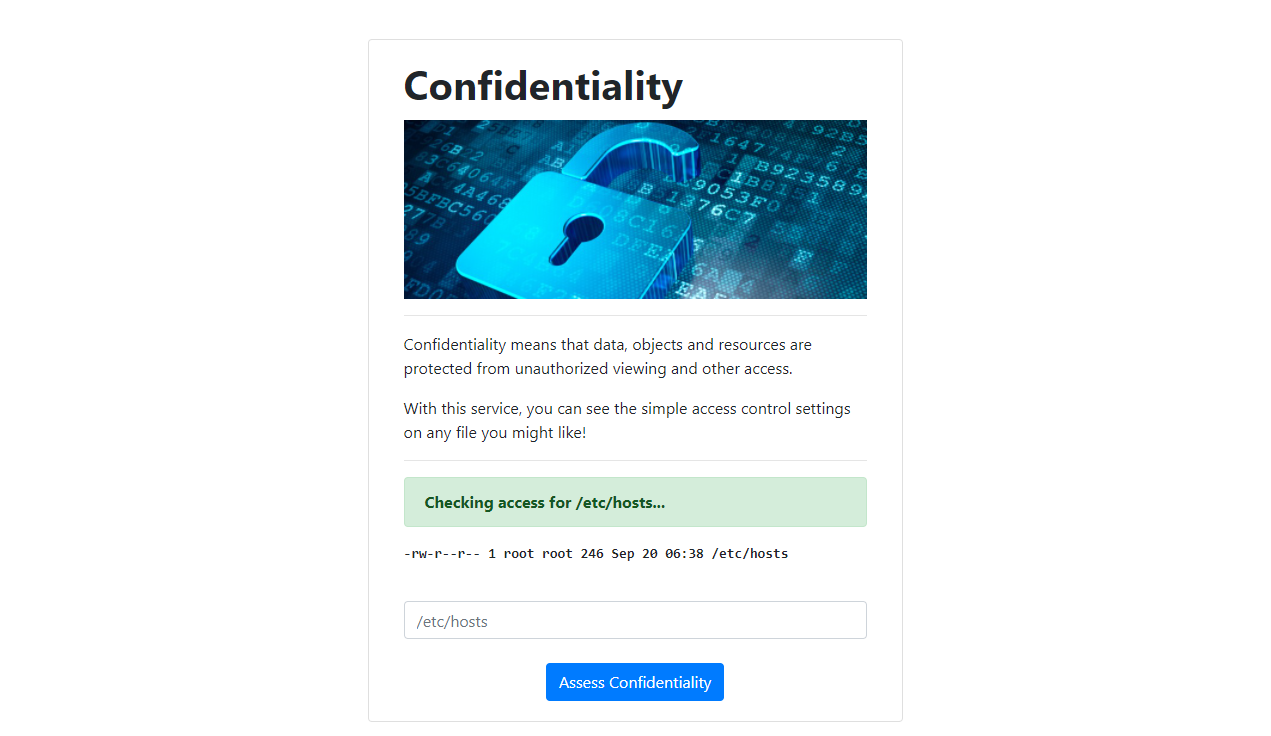 Confidentiality
Confidentiality means that data, objects and resources are
protected from unauthorized viewing and other access.
With this service, you can see the simple access control settings
on any file you might like!
Checking access for /etc/hosts...
-rw-r--r-- 1 root root 246 Sep 20 06:38 /etc/hosts
/etc/hosts
Assess Confidentiality